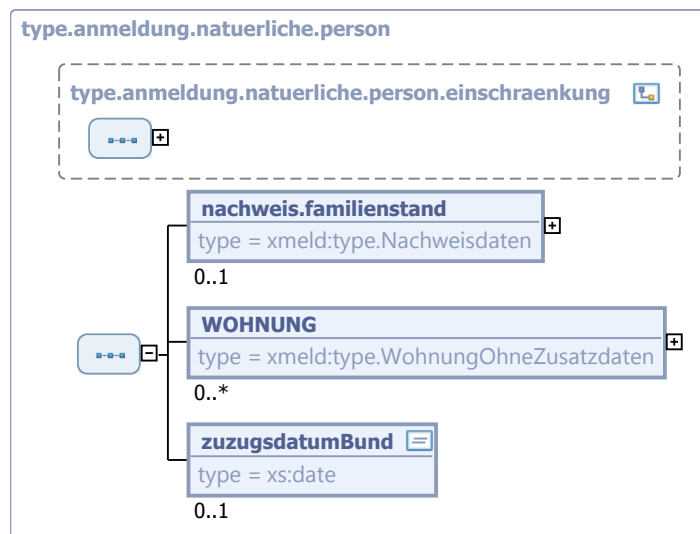 type.anmeldung.natuerliche.person
type.anmeldung.natuerliche.person.einschraenkung
nachweis.familienstand
type = xmeld:type.Nachweisdaten
0..1
WOHNUNG
type = xmeld:type.WohnungOhneZusatzdaten
0..*
zuzugsdatumBund
type = xs:date
0..1